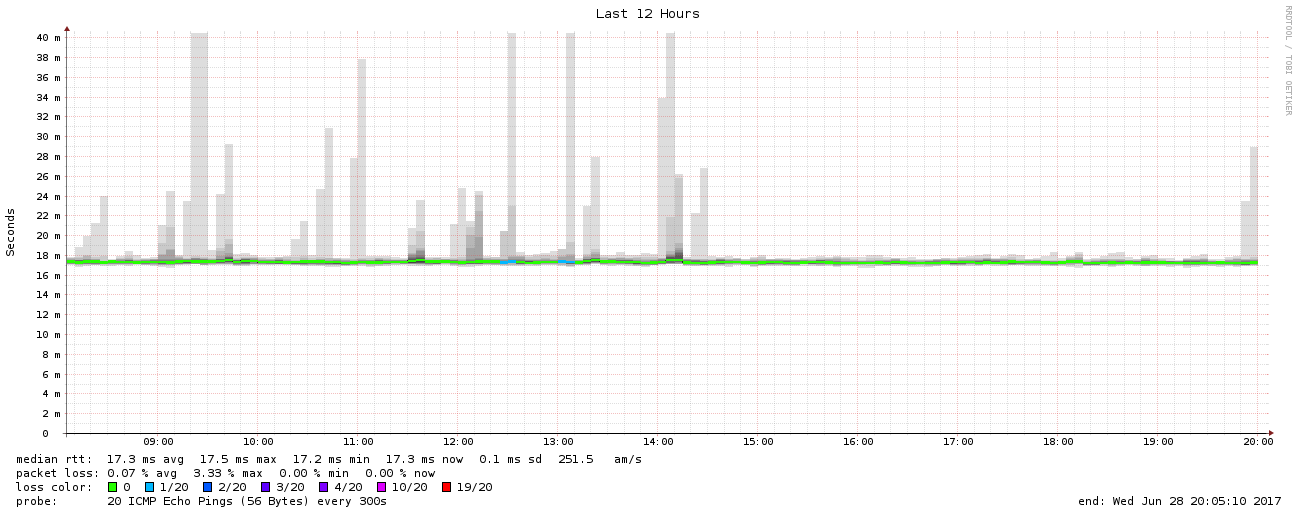 Last 12 Hours
RRDTOOL / TOBI OETIKER
Seconds
40 m
38 m
36 m
34 m
32 m
30 m
28 m
26 m
24 m
22 m
20 m
18 m
16 m
14 m
12 m
10 m
8 m
6 m
4 m
2 m
0
09:00 10:00 11:00 12:00 13:00 14:00 15:00 16:00 17:00 18:00 19:00 20:00
median rtt: 17.3 ms avg 17.5 ms max 17.2 ms min 17.3 ms now 0.1 ms sd 251.5 am/s
packet loss: 0.07 % avg 3.33 % max 0.00 % min 0.00 % now
loss color: 0 1/20 2/20 3/20 4/20 10/20 19/20
probe: 20 ICMP Echo Pings (56 Bytes) every 300s end: Wed Jun 28 20:05:10 2017